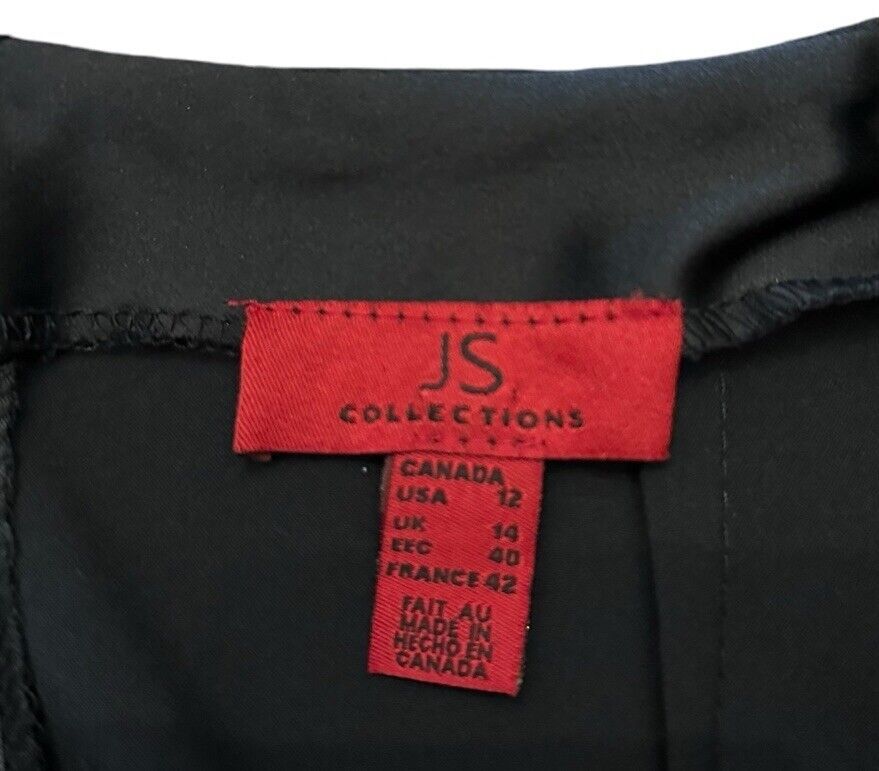 JS
COLLECTIONS
CANADA
USA 12
UK 14
EEC 40
FRANCE 42
FAIT AU
MADE IN
HECHO EN
CANADA